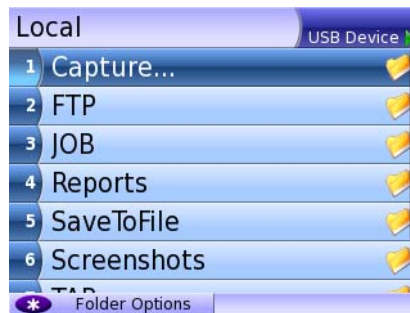 Local
USB Device
1 Capture...
2 FTP
3 JOB
4 Reports
5 SaveToFile
6 Screenshots
* Folder Options